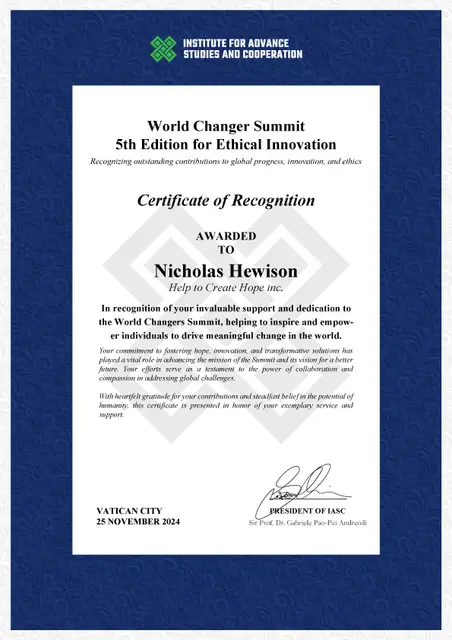 INSTITUTE FOR ADVANCE
STUDIES AND COOPERATION
World Changer Summit
5th Edition for Ethical Innovation
Recognizing outstanding contributions to global progress, innovation, and ethics
Certificate of Recognition
AWARDED
TO
Nicholas Hewison
Help to Create Hope inc.
In recognition of your invaluable support and dedication to
the World Changers Summit, helping to inspire and empow-
er individuals to drive meaningful change in the world.
Your commitment to fostering hope, innovation, and transformative solutions has
played a vital role in advancing the mission of the Summit and its vision for a better
future. Your efforts serve as a testament to the power of collaboration and
compassion in addressing global challenges.
With heartfelt gratitude for your contributions and steadfast belief in the potential of
humanity, this certificate is presented in honor of your exemplary service and
support.
VATICAN CITY
25 NOVEMBER 2024
PRESIDENT OF IASC
Sir Prof. Dr. Gabriele Pao-Pei Andreoli